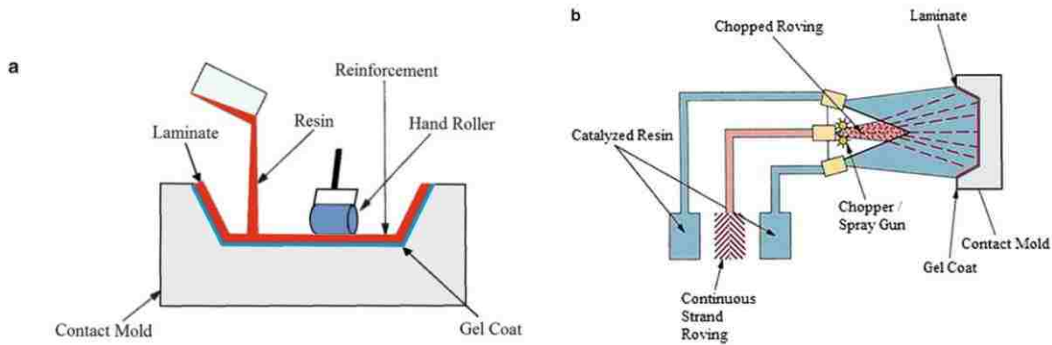 a
Reinforcement
Hand Roller
Resin
Laminate
Contact Mold
Gel Coat
b
Chopped Roving
Laminate
Catalyzed Resin
Chopper /
Spray Gun
Contact Mold
Gel Coat
Continuous
Strand
Roving